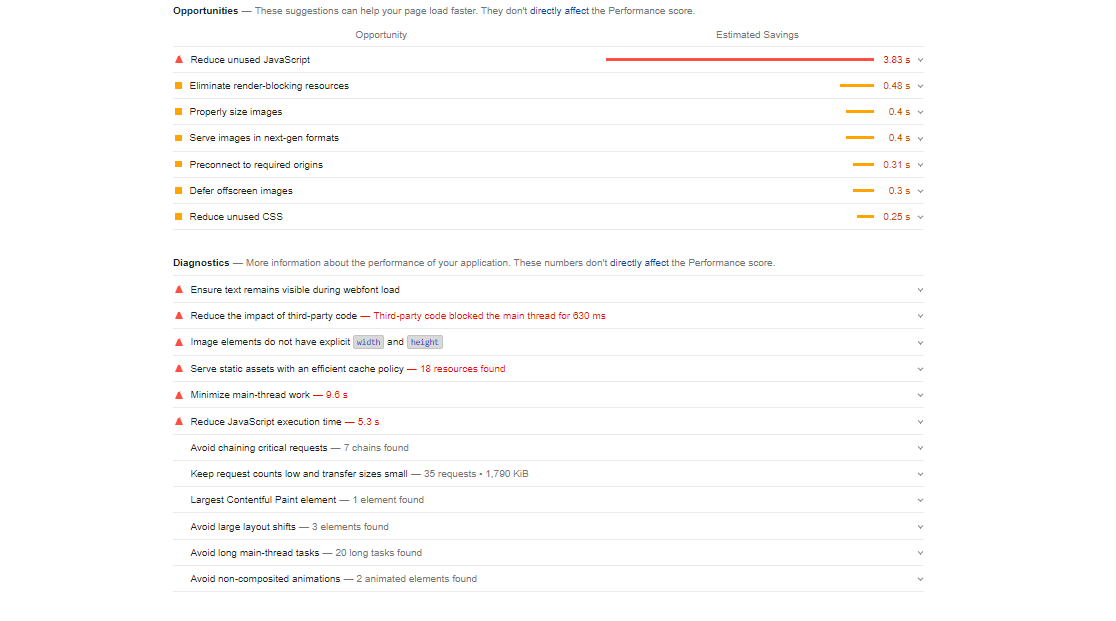 Opportunities — These suggestions can help your page load faster. They don't directly affect the Performance score.
Opportunity Estimated Savings
Reduce unused JavaScript 3.83 s
Eliminate render-blocking resources 0.48 s
Properly size images 0.4 s
Serve images in next-gen formats 0.4 s
Preconnect to required origins 0.31 s
Defer offscreen images 0.3 s
Reduce unused CSS 0.25 s
Diagnostics — More information about the performance of your application. These numbers don't directly affect the Performance score.
Ensure text remains visible during webfont load
Reduce the impact of third-party code — Third-party code blocked the main thread for 630 ms
Image elements do not have explicit width and height
Serve static assets with an efficient cache policy — 18 resources found
Minimize main-thread work — 9.6 s
Reduce JavaScript execution time — 5.3 s
Avoid chaining critical requests — 7 chains found
Keep request counts low and transfer sizes small — 35 requests • 1,790 KiB
Largest Contentful Paint element — 1 element found
Avoid large layout shifts — 3 elements found
Avoid long main-thread tasks — 20 long tasks found
Avoid non-composited animations — 2 animated elements found